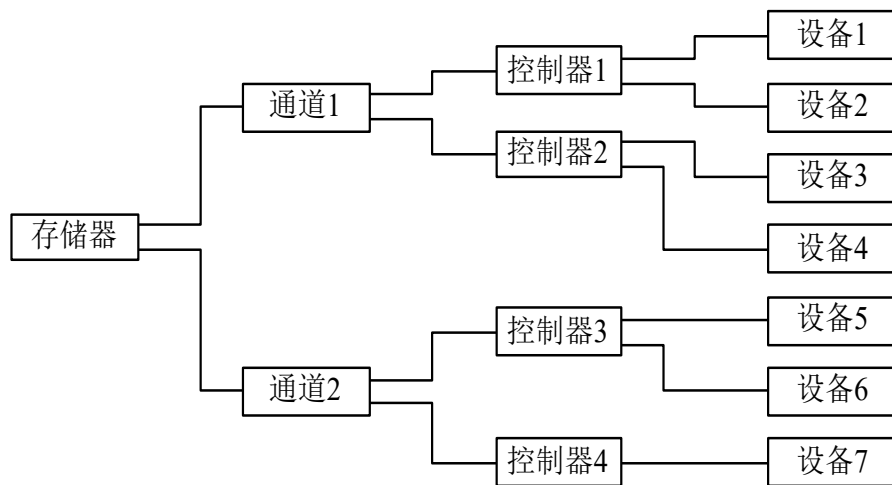 存储器
通道1
通道2
控制器1
控制器2
控制器3
控制器4
设备1
设备2
设备3
设备4
设备5
设备6
设备7